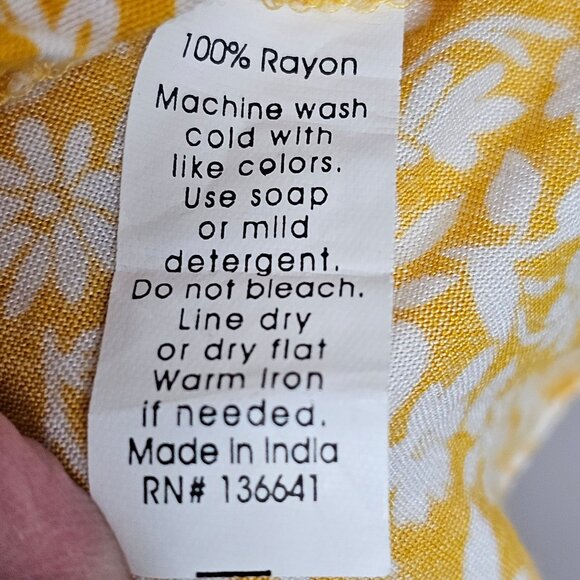 100% Rayon
Machine wash
cold with
like colors.
Use soap
or mild
detergent.
Do not bleach.
Line dry
or dry flat
Warm Iron
if needed.
Made in India
RN# 136641